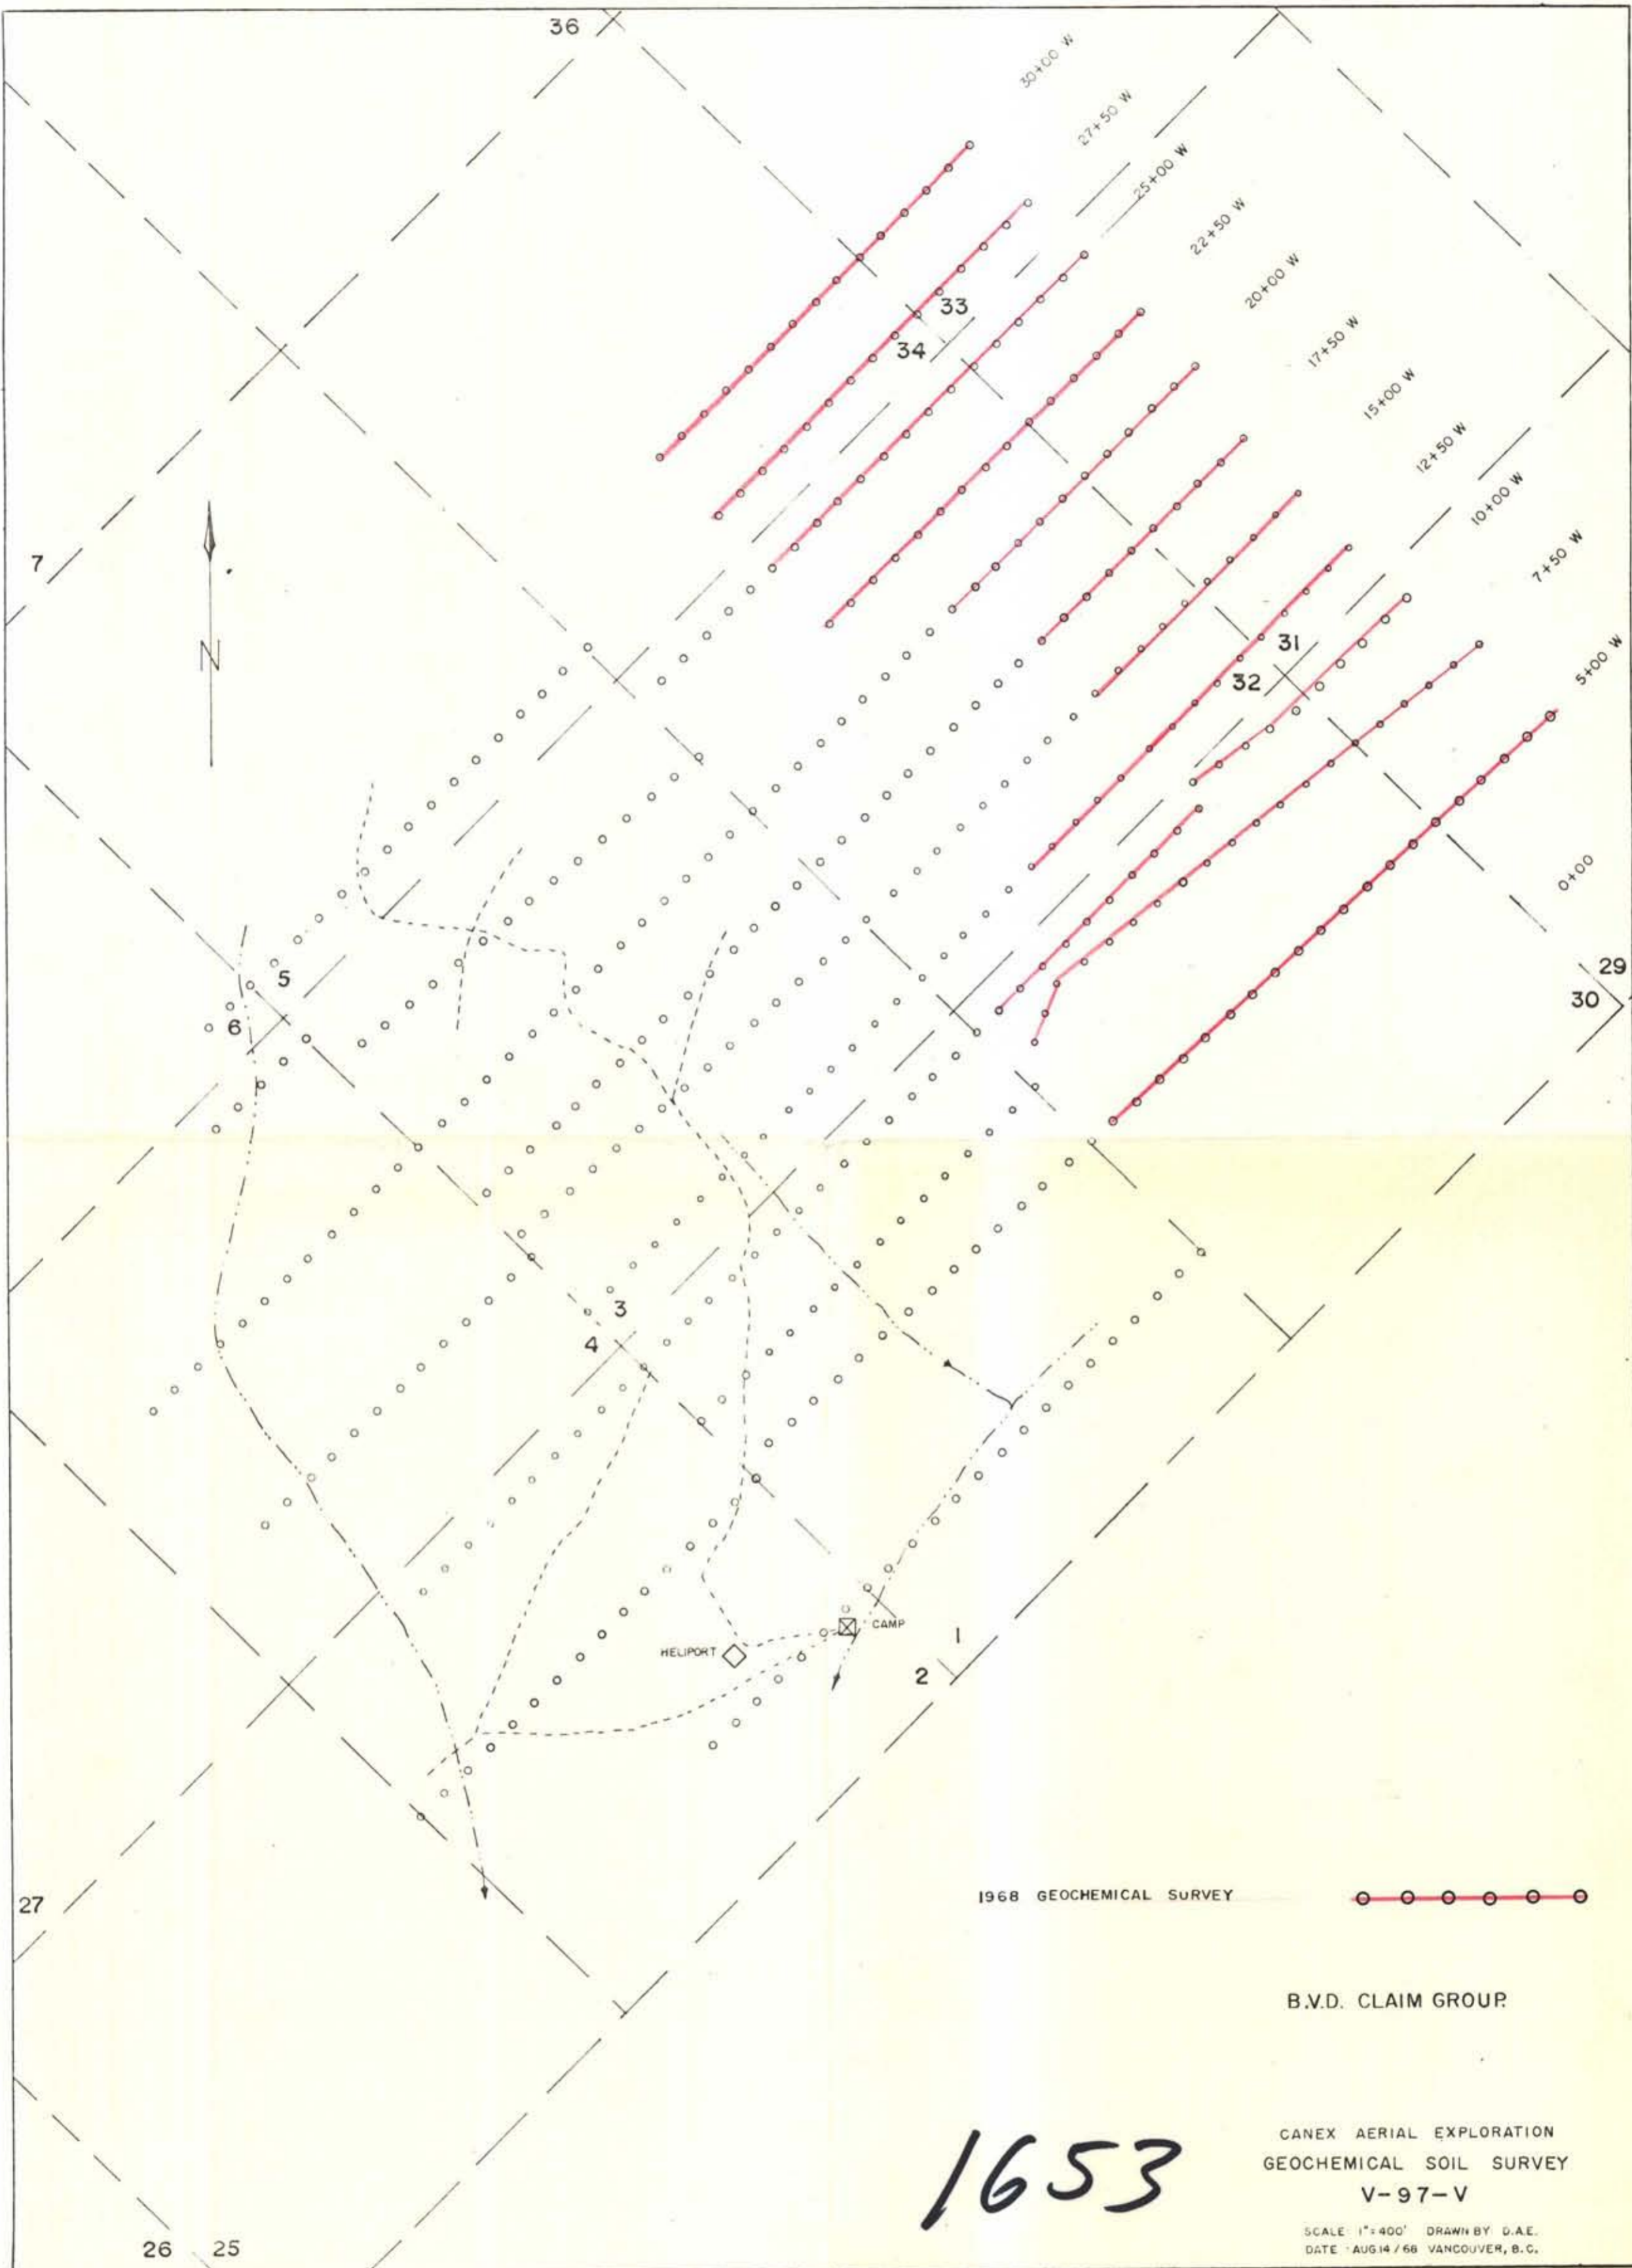 36
30+00 W
27+50 W
25+00 W
22+50 W
20+00 W
17+50 W
15+00 W
12+50 W
10+00 W
7+50 W
5+00 W
0+00
33
34
7
N
31
32
5
6
29
30
3
4
HELIPORT
CAMP
1
2
27
1968 GEOCHEMICAL SURVEY
B.V.D. CLAIM GROUP.
1653
CANEX AERIAL EXPLORATION
GEOCHEMICAL SOIL SURVEY
V-97-V
SCALE 1"=400' DRAWN BY D.A.E.
DATE AUG.14/68 VANCOUVER, B.C.
26 25